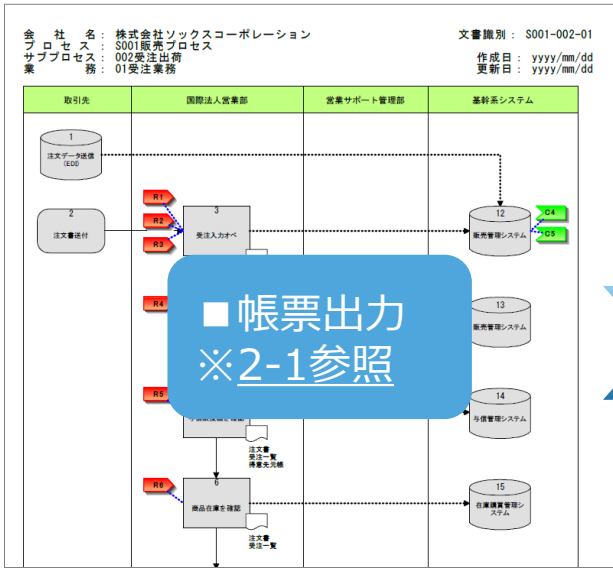 会社名： 株式会社ソックスコーポレーション
プロセス： S001販売プロセス
サブプロセス： 002受注出荷
業務： 01受注業務
文書識別： S001-002-01
作成日： yyyy/mm/dd
更新日： yyyy/mm/dd
取引先 国際法人営業部 営業サポート管理部 基幹系システム
1
注文データ送信
(EDI)
R1
R2
R3
2
注文書送付
3
受注入力オペ
12
販売管理システム
C4
C5
■帳票出力
※2-1参照
R4
13
販売管理システム
R5
14
与信管理システム
注文書
受注一覧
得意先元帳
R6
6
商品在庫を確認
15
在庫購買管理シ
ステム
注文書
受注一覧